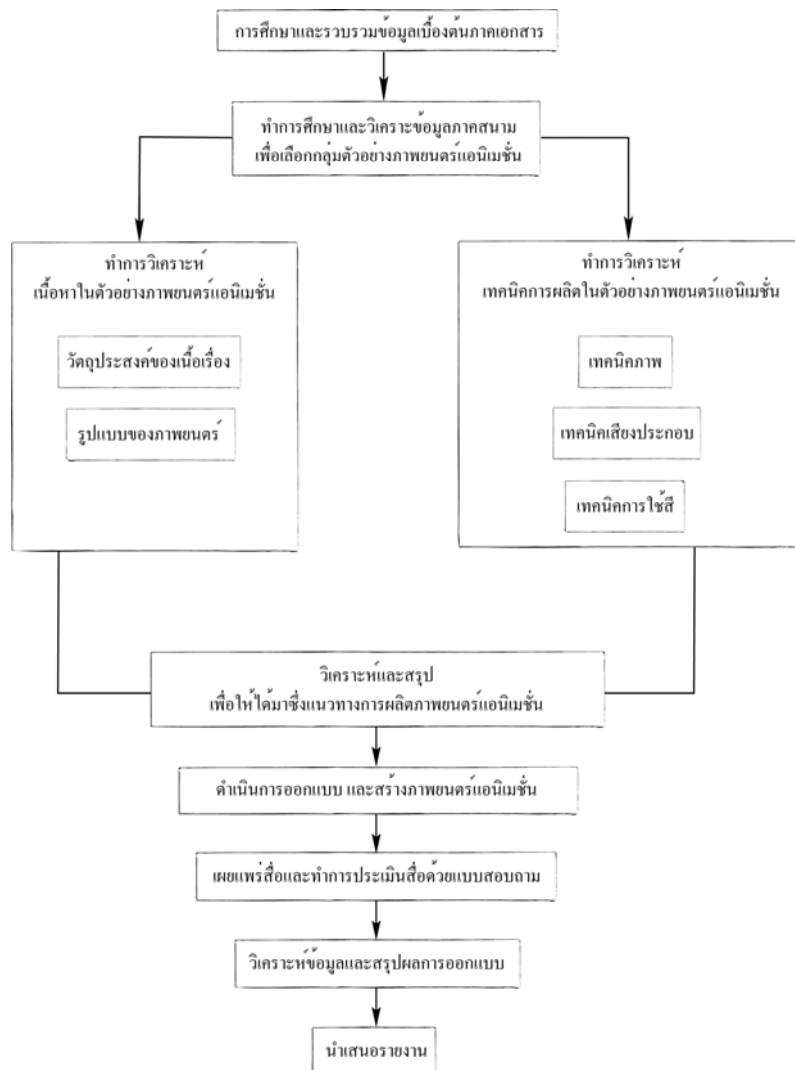 การศึกษาและรวบรวมข้อมูลเบื้องต้นภาคเอกสาร
ทำการศึกษาและวิเคราะข้อมูลภาคสนาม
เพื่อเลือกกลุ่มตัวอย่างภาพยนตร์แอนิเมชั่น
ทำการวิเคราะห์
เนื้อหาในตัวอย่างภาพยนตร์แอนิเมชั่น
วัตถุประสงค์ของเนื้อเรื่อง
รูปแบบของภาพยนตร์
ทำการวิเคราะห์
เทคนิคการผลิตในตัวอย่างภาพยนตร์แอนิเมชั่น
เทคนิคภาพ
เทคนิคเสียงประกอบ
เทคนิคการใช้สี
วิเคราะห์และสรุป
เพื่อให้ได้มาซึ่งแนวทางการผลิตภาพยนตร์แอนิเมชั่น
ดำเนินการออกแบบ และสร้างภาพยนตร์แอนิเมชั่น
เผยแพร่สื่อและทำการประเมินสื่อด้วยแบบสอบถาม
วิเคราะห์ข้อมูลและสรุปผลการออกแบบ
นำเสนอรายงาน